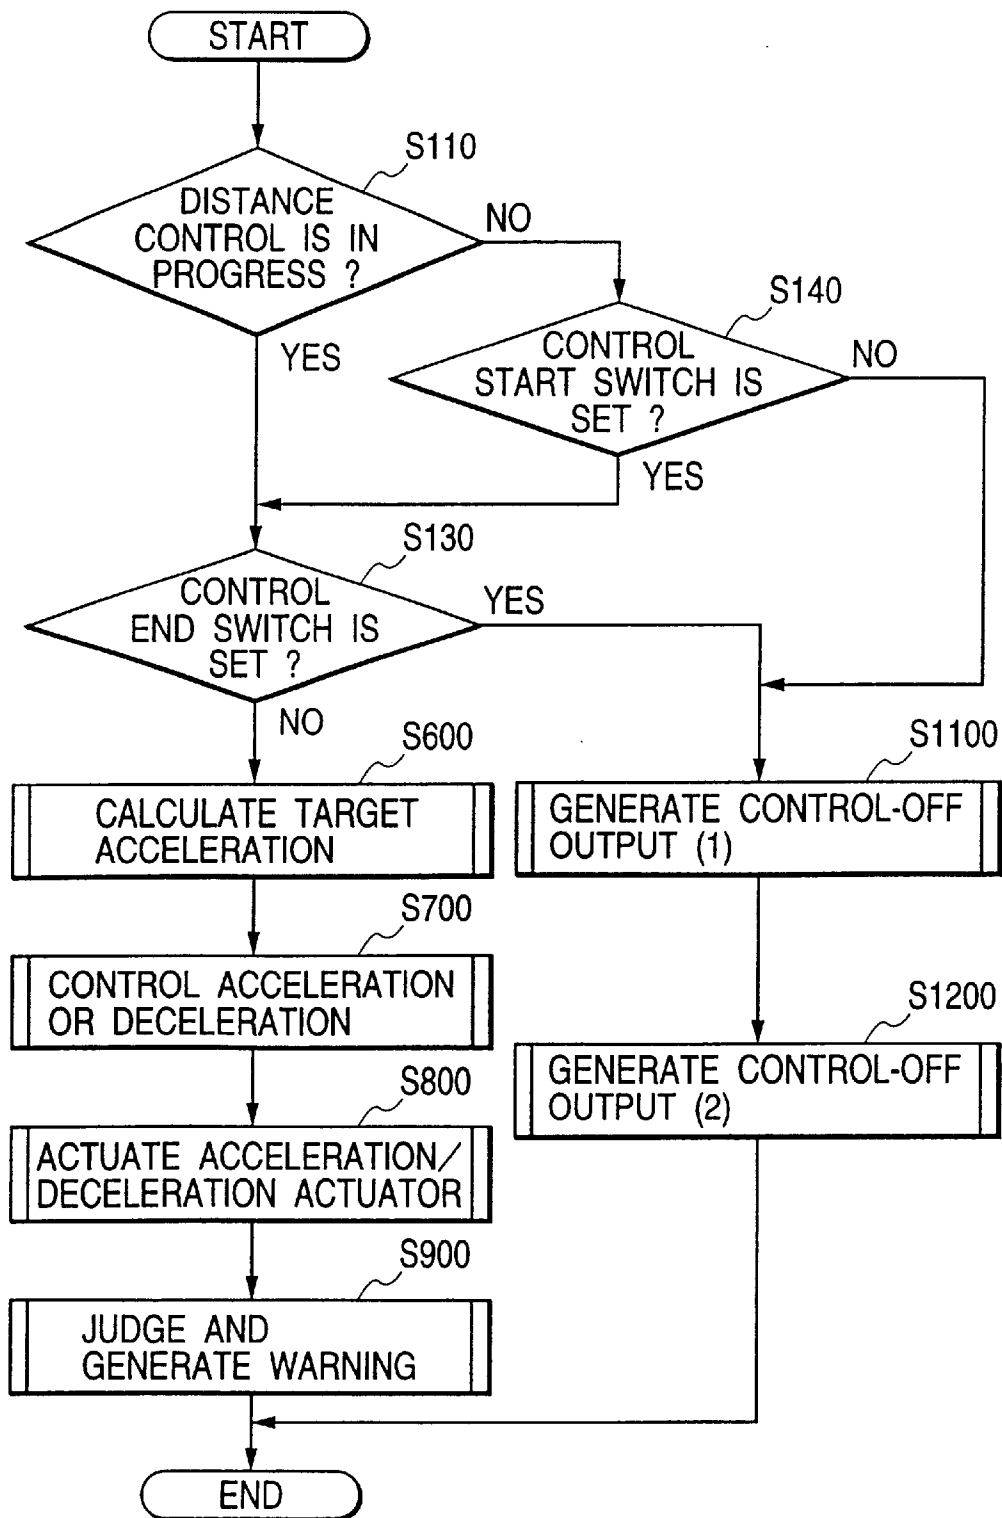 START
S110
DISTANCE
CONTROL IS IN
PROGRESS ?
NO
YES
S140
CONTROL
START SWITCH IS
SET ?
NO
YES
S130
CONTROL
END SWITCH IS
SET ?
YES
NO
S600
CALCULATE TARGET
ACCELERATION
S1100
GENERATE CONTROL-OFF
OUTPUT (1)
S700
CONTROL ACCELERATION
OR DECELERATION
S1200
GENERATE CONTROL-OFF
OUTPUT (2)
S800
ACTUATE ACCELERATION/
DECELERATION ACTUATOR
S900
JUDGE AND
GENERATE WARNING
END